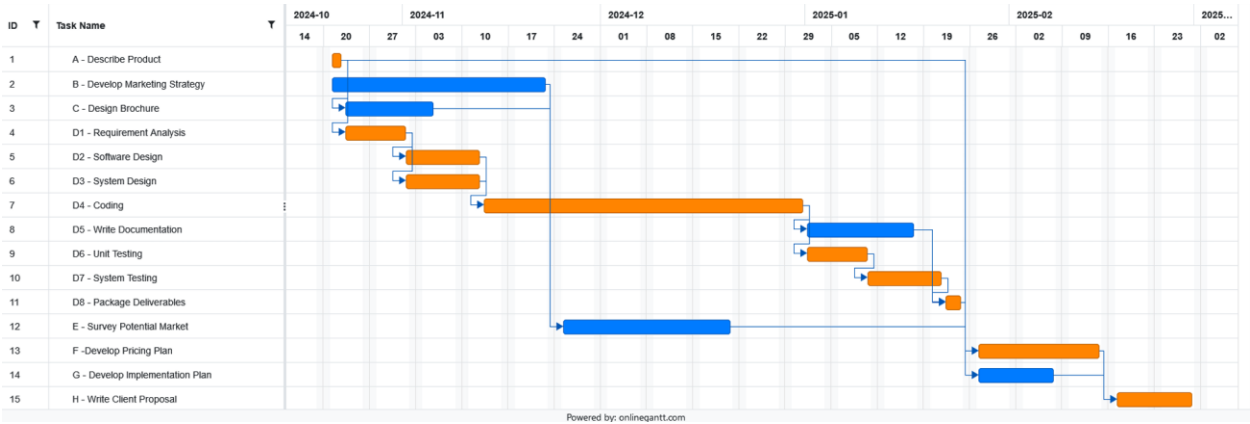 2024-10 2024-11 2024-12 2025-01 2025-02 2025...
ID Task Name
14 20 27 03 10 17 24 01 08 15 22 29 05 12 19 26 02 09 16 23 02
1 A - Describe Product
2 B - Develop Marketing Strategy
3 C - Design Brochure
4 D1 - Requirement Analysis
5 D2 - Software Design
6 D3 - System Design
7 D4 - Coding
8 D5 - Write Documentation
9 D6 - Unit Testing
10 D7 - System Testing
11 D8 - Package Deliverables
12 E - Survey Potential Market
13 F -Develop Pricing Plan
14 G - Develop Implementation Plan
15 H - Write Client Proposal
Powered by: onlinegantt.com